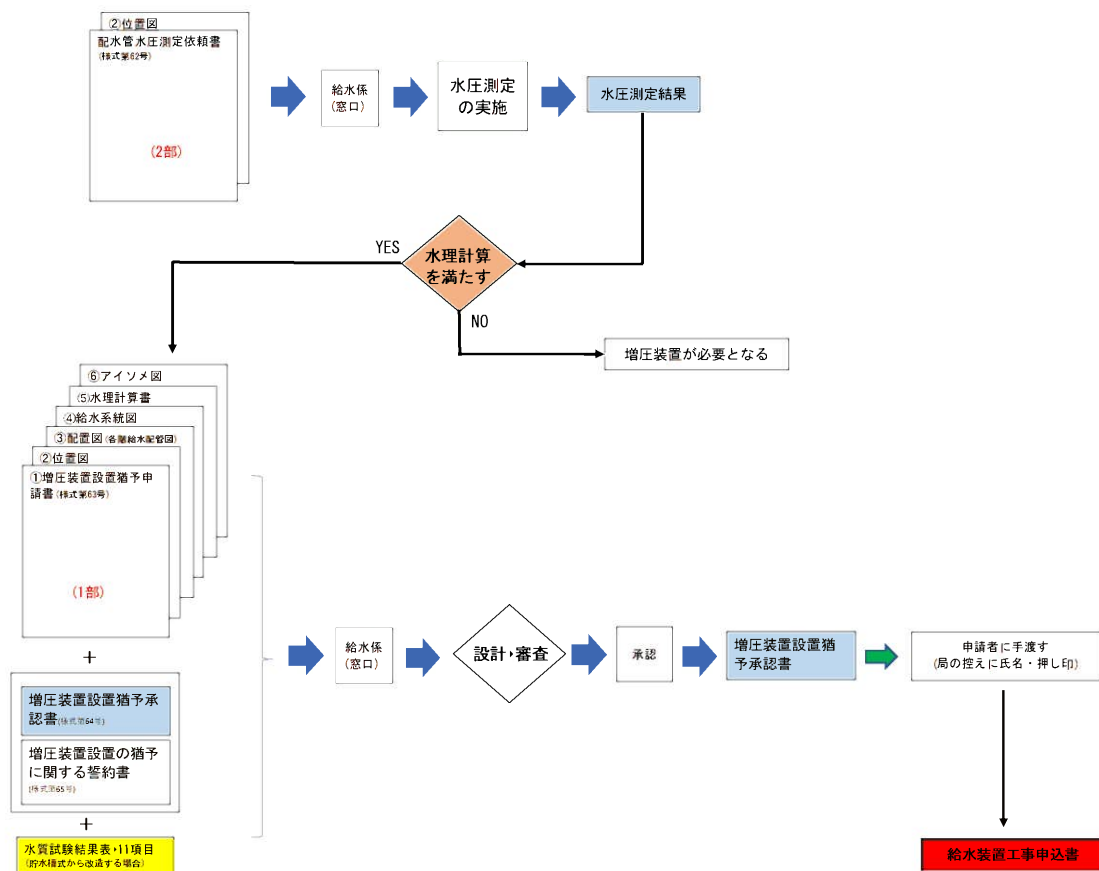 ②位置図
配水管水圧測定依頼書
(様式第62号)
(2部)
給水係
(窓口)
水圧測定
の実施
水圧測定結果
水理計算
を満たす
YES
NO
増圧装置が必要となる
⑥アイソメ図
⑤水理計算書
④給水系統図
③配置図(各階給水配管図)
②位置図
①増圧装置設置猶予申
請書(様式第63号)
(1部)
+
増圧装置設置猶予承
認書(様式第64号)
増圧装置設置の猶予
に関する誓約書
(様式第65号)
+
水質試験結果表・11項目
(貯水槽式から改造する場合)
給水係
(窓口)
設計・審査
承認
増圧装置設置猶
予承認書
申請者に手渡す
(局の控えに氏名・押し印)
給水装置工事申込書